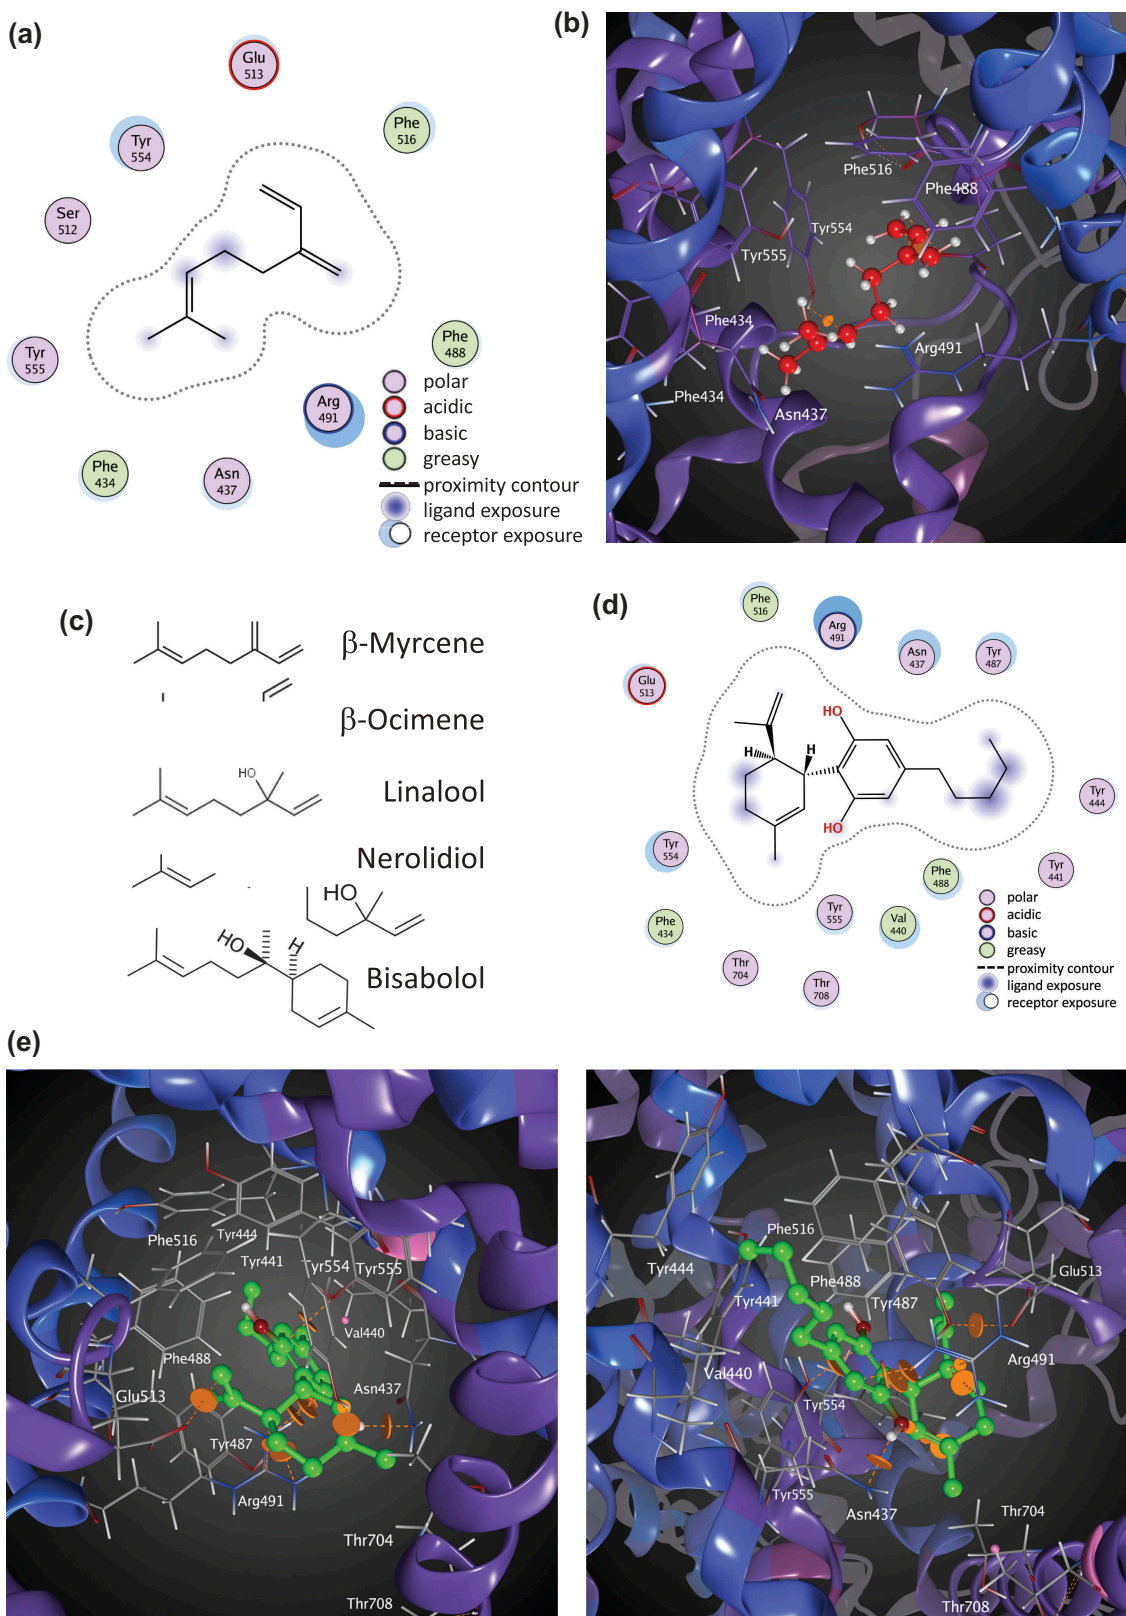 (a)
Glu
513
Phe
516
Tyr
554
Ser
512
Tyr
555
Phe
488
Arg
491
Phe
434
Asn
437
polar
acidic
basic
greasy
proximity contour
ligand exposure
receptor exposure
(b)
Phe516
Phe488
Tyr554
Tyr555
Phe434
Arg491
Phe434
Asn437
(c)
β-Myrcene
β-Ocimene
HO
Linalool
Nerolidiol
HO
HO
H
Bisabolol
(d)
Phe
516
Arg
491
Asn
437
Tyr
487
Glu
513
HO
H
H
HO
Tyr
444
Tyr
554
Phe
488
Tyr
441
Tyr
555
Val
440
Phe
434
Thr
704
Thr
708
polar
acidic
basic
greasy
proximity contour
ligand exposure
receptor exposure
(e)
Phe516
Tyr444
Tyr441
Tyr554
Tyr555
Val440
Phe488
Glu513
Asn437
Tyr487
Arg491
Thr704
Thr708
Phe516
Tyr444
Phe488
Glu513
Tyr441
Tyr487
Val440
Arg491
Tyr554
Tyr555
Asn437
Thr704
Thr708